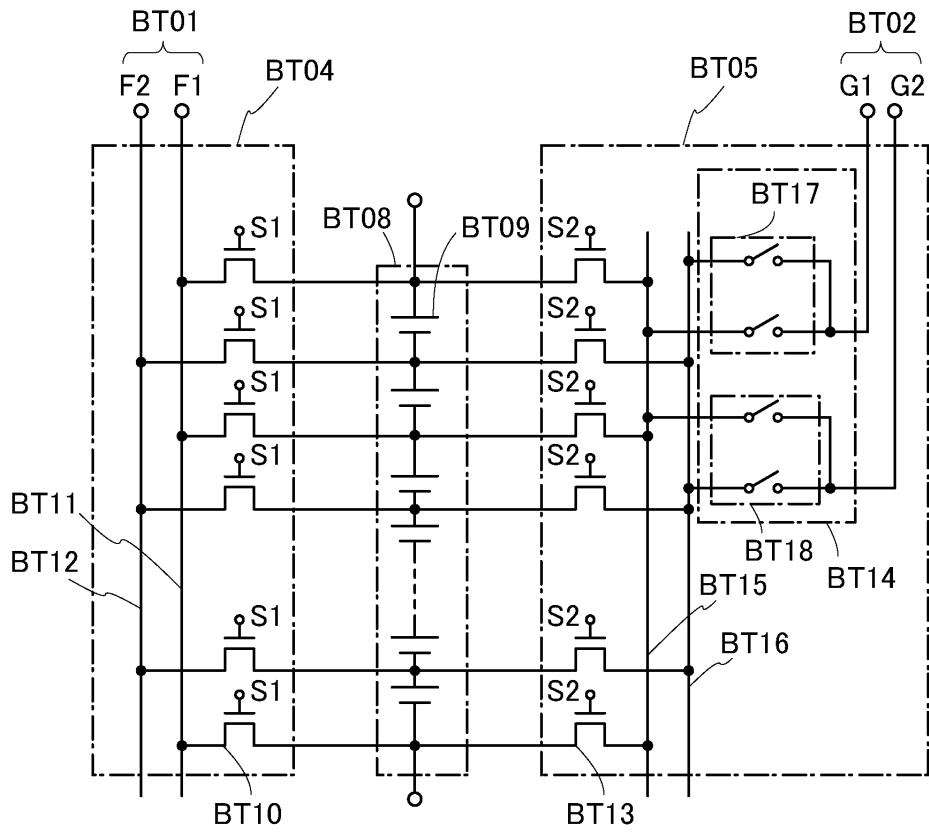 BT01
BT02
F2 F1
BT04
BT05
G1 G2
BT17
S1
BT08
BT09
S2
S1
S2
S1
S2
S1
S2
BT11
BT18
BT12
BT14
BT15
S1
S2
BT16
S1
S2
BT10
BT13